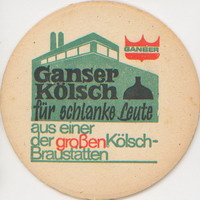 GANSER
Ganser
Kölsch
für schlanke Leute
aus einer
der großen Kölsch-
Braustätten